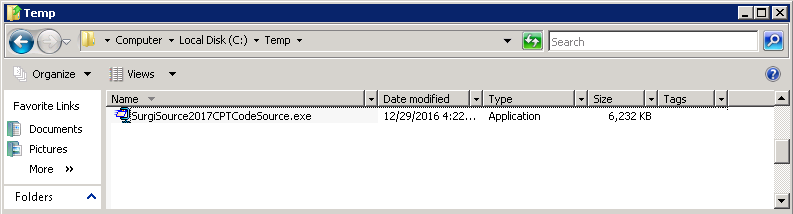 Temp
Computer ▸ Local Disk (C:) ▸ Temp ▸
Search
Organize
Views
Favorite Links
Documents
Pictures
More »
Folders
Name Date modified Type Size Tags
SurgiSource2017CPTCodeSource.exe 12/29/2016 4:22... Application 6,232 KB